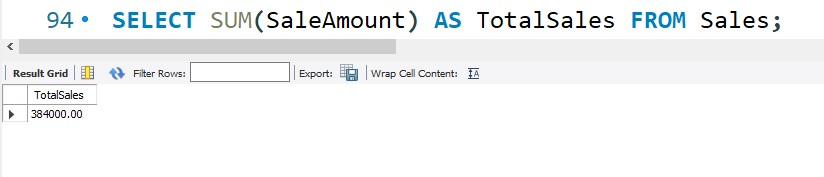 94 SELECT SUM(SaleAmount) AS TotalSales FROM Sales;
Result Grid Filter Rows: Export: Wrap Cell Content:
TotalSales
384000.00